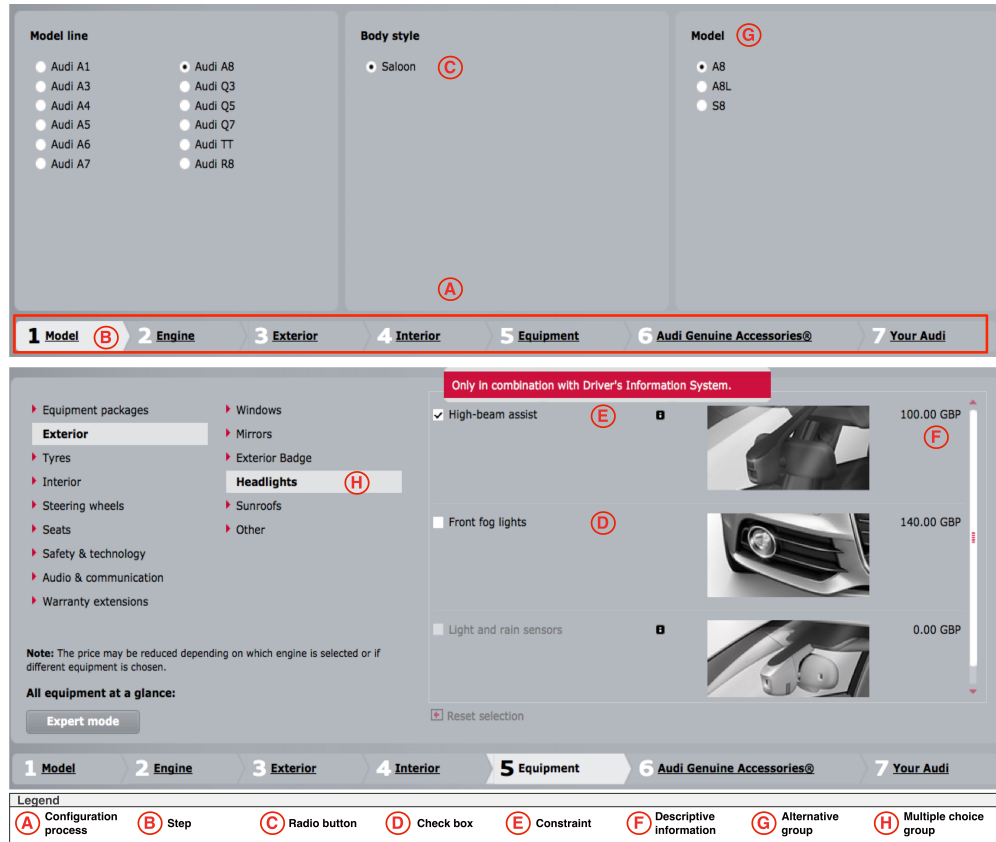 Model line
Audi A1
Audi A3
Audi A4
Audi A5
Audi A6
Audi A7
Audi A8
Audi Q3
Audi Q5
Audi Q7
Audi TT
Audi R8
Body style
Saloon
C
Model
G
A8
A8L
S8
A
1 Model B 2 Engine 3 Exterior 4 Interior 5 Equipment 6 Audi Genuine Accessories® 7 Your Audi
Equipment packages
Exterior
Tyres
Interior
Steering wheels
Seats
Safety & technology
Audio & communication
Warranty extensions
Windows
Mirrors
Exterior Badge
Headlights H
Sunroofs
Other
Note: The price may be reduced depending on which engine is selected or if
different equipment is chosen.
All equipment at a glance:
Expert mode
Only in combination with Driver's Information System.
High-beam assist E i 100.00 GBP
F
Front fog lights D 140.00 GBP
Light and rain sensors i 0.00 GBP
Reset selection
1 Model 2 Engine 3 Exterior 4 Interior 5 Equipment 6 Audi Genuine Accessories® 7 Your Audi
Legend
A Configuration process
B Step
C Radio button
D Check box
E Constraint
F Descriptive information
G Alternative group
H Multiple choice group